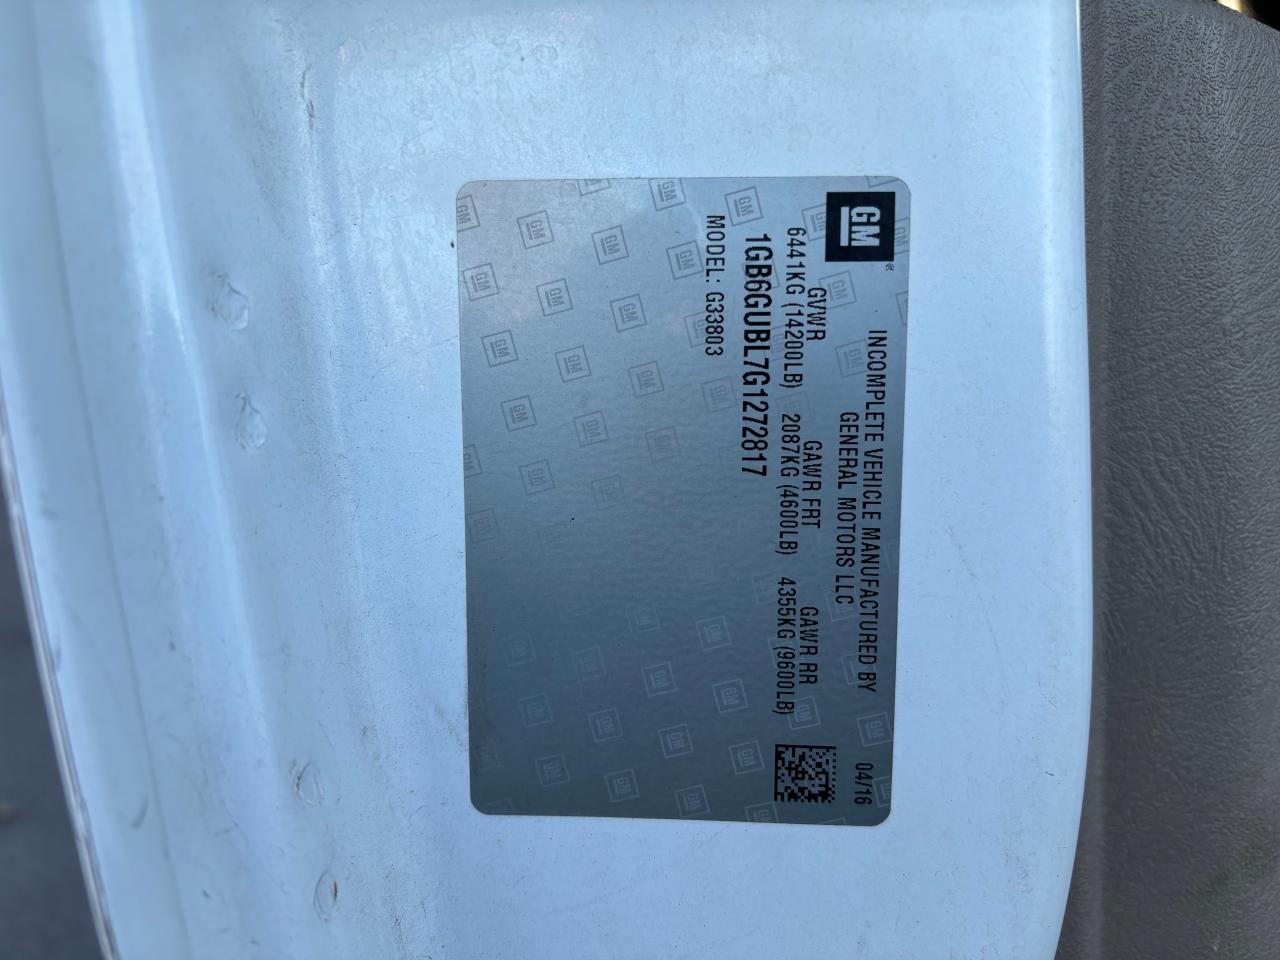 GM
INCOMPLETE VEHICLE MANUFACTURED BY 04/16
GENERAL MOTORS LLC
GVWR GAWR FRT GAWR RR
6441KG (14200LB) 2087KG (4600LB) 4355KG (9600LB)
1GB6GUBL7G1272817
MODEL: G33803